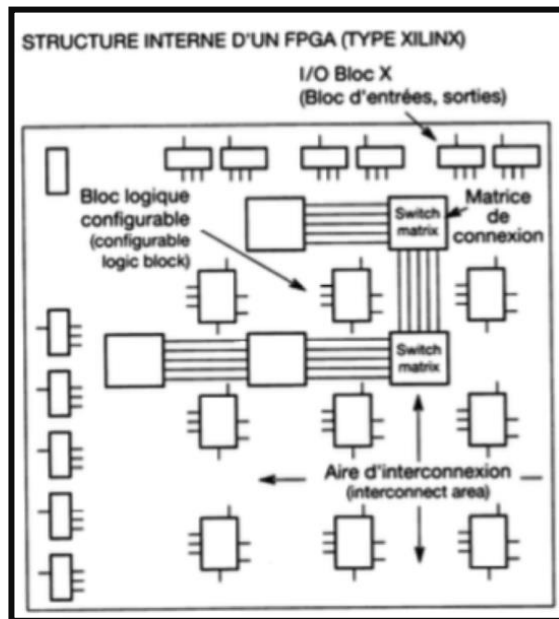 STRUCTURE INTERNE D'UN FPGA (TYPE XILINX)
I/O Bloc X
(Bloc d'entrées, sorties)
Bloc logique
configurable
(configurable
logic block)
Switch
matrix
Matrice
de
connexion
Switch
matrix
Aire d'interconnexion
(interconnect area)